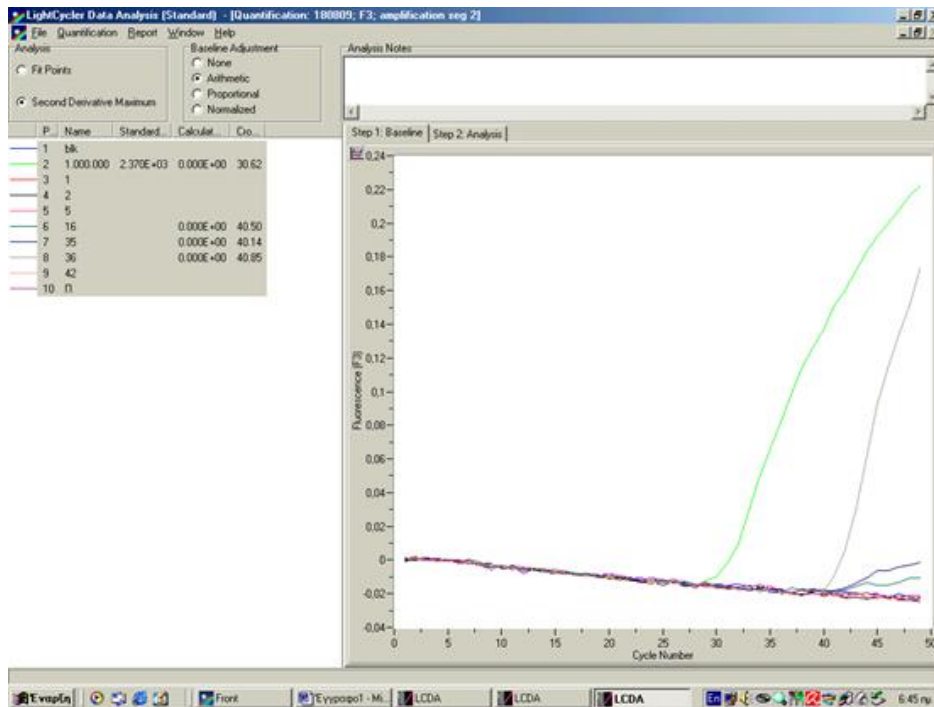 LightCycler Data Analysis (Standard) - [Quantification: 180809; F3; amplification seg 2]
File Quantification Report Window Help
Analysis
Fit Points
Second Derivative Maximum
Baseline Adjustment
None
Arithmetic
Proportional
Normalized
Analysis Notes
P... Name Standard... Calculat... Cro...
1 blk
2 1.000.000 2.370E+03 0.000E+00 30.62
3 1
4 2
5 5
6 16 0.000E+00 40.50
7 35 0.000E+00 40.14
8 36 0.000E+00 40.85
9 42
10 Π
Step 1: Baseline Step 2: Analysis
0,24
0,22
0,2
0,18
0,16
0,14
0,12
0,1
0,08
0,06
0,04
0,02
0
-0,02
-0,04
Fluorescence (F3)
0 5 10 15 20 25 30 35 40 45 50
Cycle Number
Έναρξη Front Έγγραφο1 - Mi... LCDA LCDA LCDA En 6:45 πμ